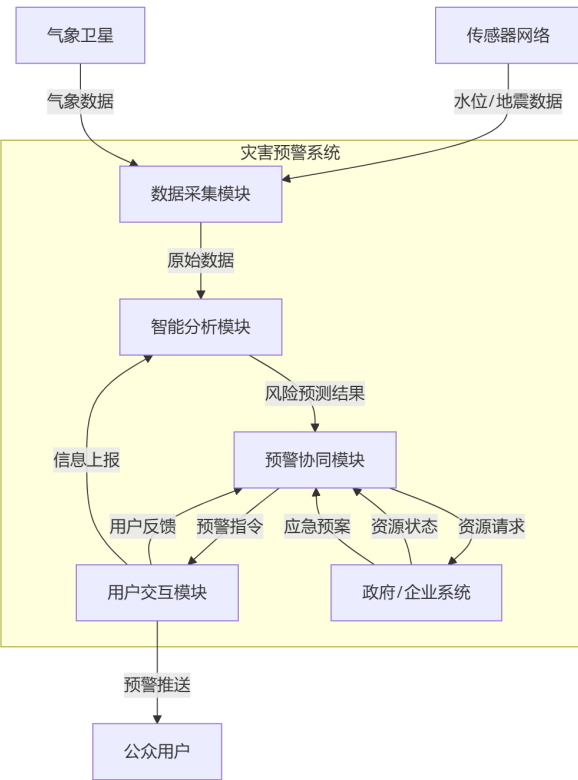 气象卫星
传感器网络
气象数据
水位/地震数据
灾害预警系统
数据采集模块
原始数据
智能分析模块
风险预测结果
信息上报
预警协同模块
用户反馈
预警指令
应急预案
资源状态
资源请求
用户交互模块
政府/企业系统
预警推送
公众用户